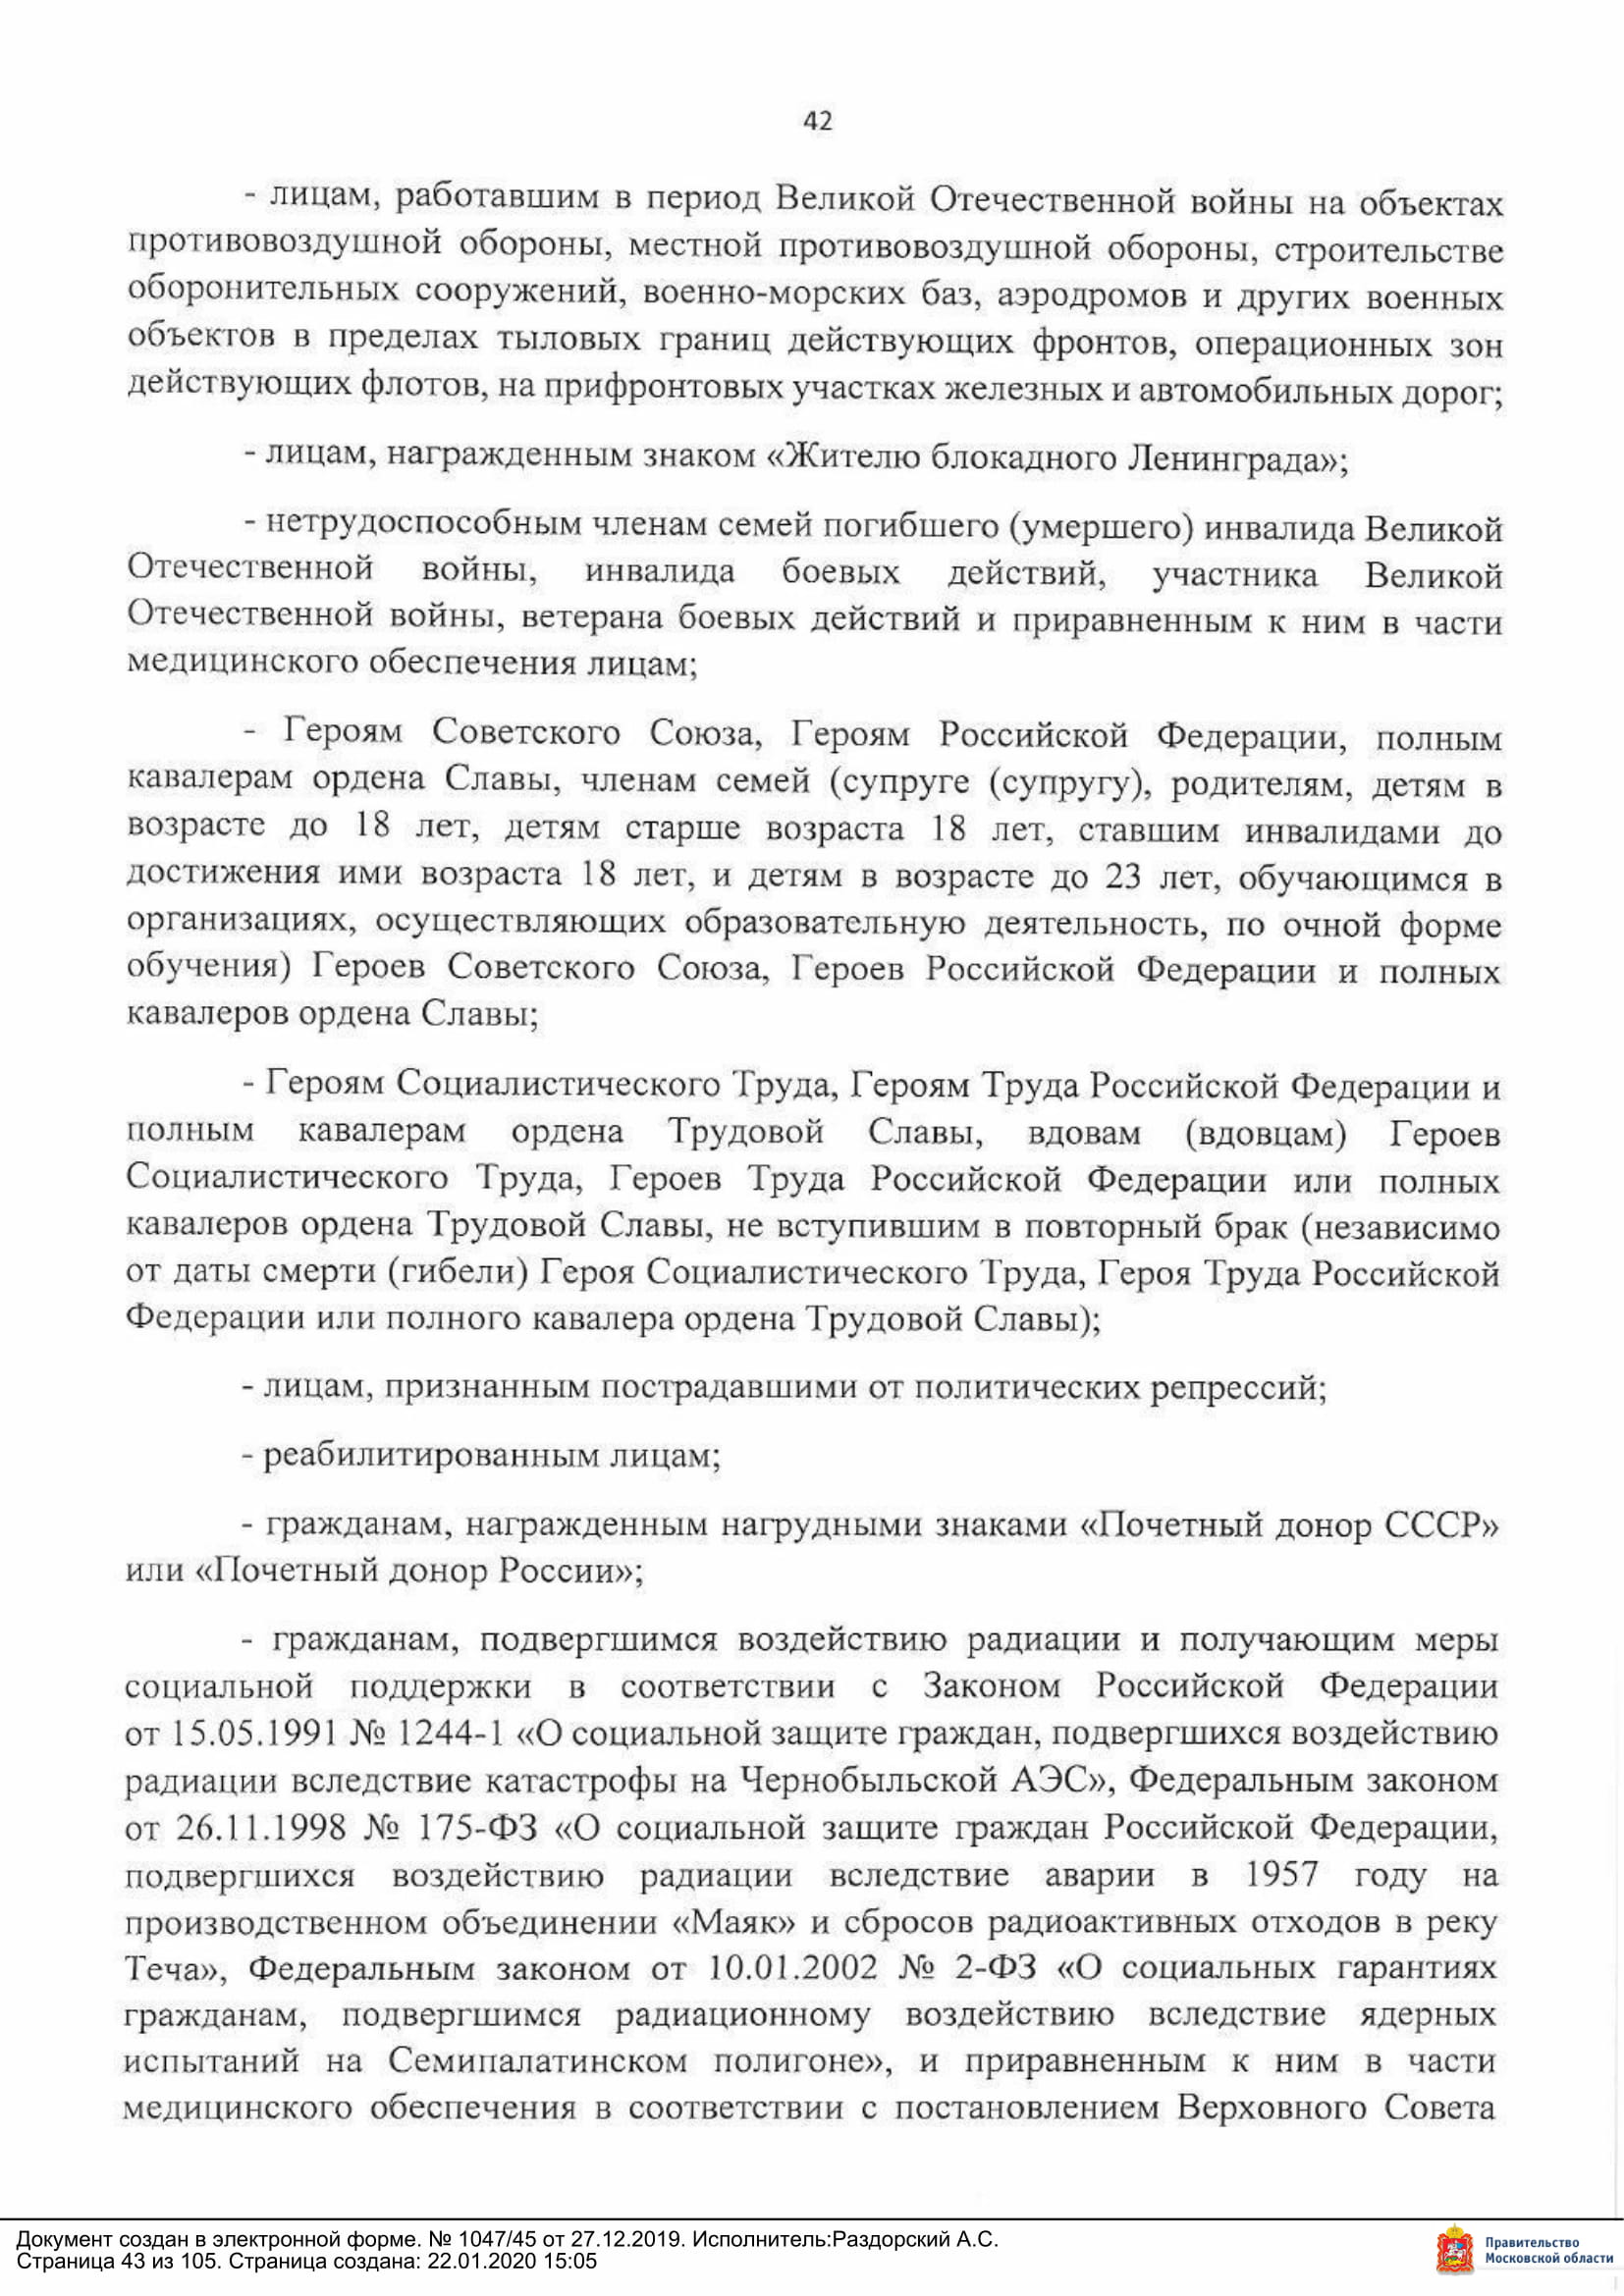 42
- лицам, работавшим в период Великой Отечественной войны на объектах
противовоздушной обороны, местной противовоздушной обороны, строительстве
оборонительных сооружений, военно-морских баз, аэродромов и других военных
объектов в пределах тыловых границ действующих фронтов, операционных зон
действующих флотов, на прифронтовых участках железных и автомобильных дорог;
- лицам, награжденным знаком «Жителю блокадного Ленинграда»;
- нетрудоспособным членам семей погибшего (умершего) инвалида Великой
Отечественной войны, инвалида боевых действий, участника Великой
Отечественной войны, ветерана боевых действий и приравненным к ним в части
медицинского обеспечения лицам;
- Героям Советского Союза, Героям Российской Федерации, полным
кавалерам ордена Славы, членам семей (супруге (супругу), родителям, детям в
возрасте до 18 лет, детям старше возраста 18 лет, ставшим инвалидами до
достижения ими возраста 18 лет, и детям в возрасте до 23 лет, обучающимся в
организациях, осуществляющих образовательную деятельность, по очной форме
обучения) Героев Советского Союза, Героев Российской Федерации и полных
кавалеров ордена Славы;
- Героям Социалистического Труда, Героям Труда Российской Федерации и
полным кавалерам ордена Трудовой Славы, вдовам (вдовцам) Героев
Социалистического Труда, Героев Труда Российской Федерации или полных
кавалеров ордена Трудовой Славы, не вступившим в повторный брак (независимо
от даты смерти (гибели) Героя Социалистического Труда, Героя Труда Российской
Федерации или полного кавалера ордена Трудовой Славы);
- лицам, признанным пострадавшими от политических репрессий;
- реабилитированным лицам;
- гражданам, награжденным нагрудными знаками «Почетный донор СССР»
или «Почетный донор России»;
- гражданам, подвергшимся воздействию радиации и получающим меры
социальной поддержки в соответствии с Законом Российской Федерации
от 15.05.1991 № 1244-1 «О социальной защите граждан, подвергшихся воздействию
радиации вследствие катастрофы на Чернобыльской АЭС», Федеральным законом
от 26.11.1998 № 175-ФЗ «О социальной защите граждан Российской Федерации,
подвергшихся воздействию радиации вследствие аварии в 1957 году на
производственном объединении «Маяк» и сбросов радиоактивных отходов в реку
Теча», Федеральным законом от 10.01.2002 № 2-ФЗ «О социальных гарантиях
гражданам, подвергшимся радиационному воздействию вследствие ядерных
испытаний на Семипалатинском полигоне», и приравненным к ним в части
медицинского обеспечения в соответствии с постановлением Верховного Совета
Документ создан в электронной форме. № 1047/45 от 27.12.2019. Исполнитель:Раздорский А.С.
Страница 43 из 105. Страница создана: 22.01.2020 15:05
Правительство
Московской области